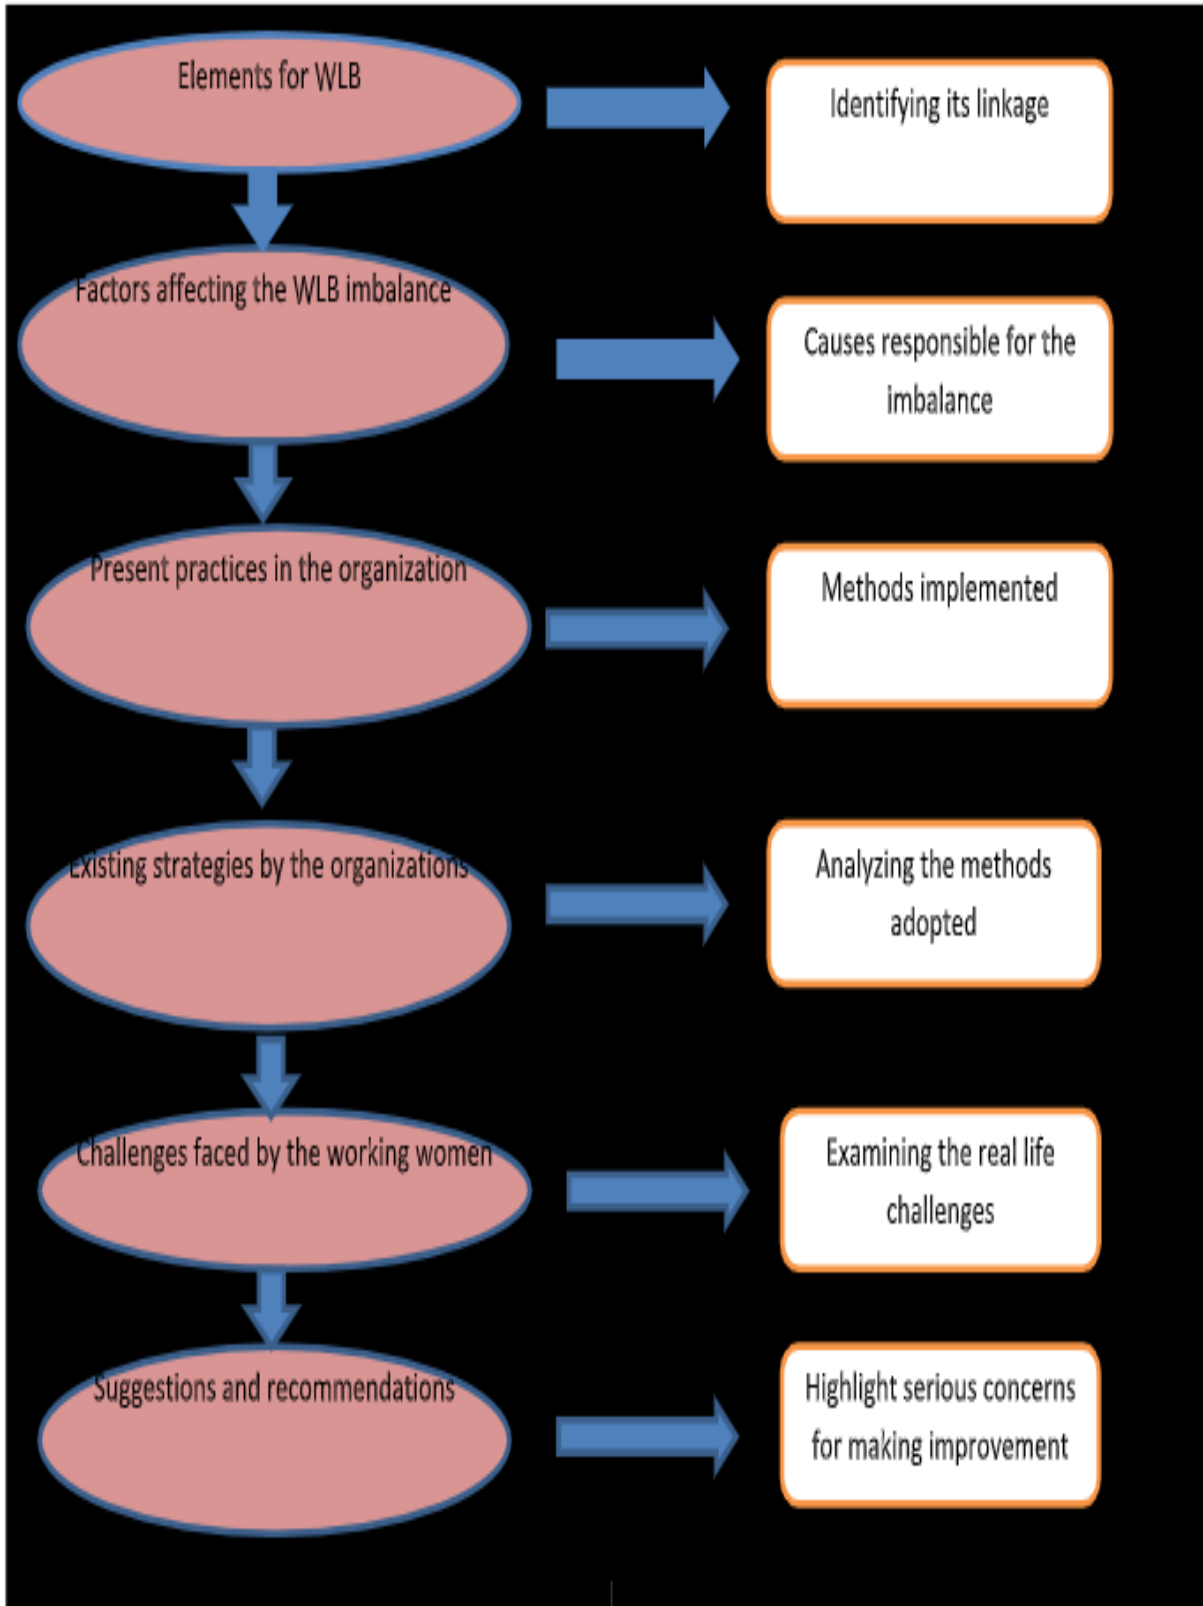 Elements for WLB
Identifying its linkage
Factors affecting the WLB imbalance
Causes responsible for the
imbalance
Present practices in the organization
Methods implemented
Existing strategies by the organizations
Analyzing the methods
adopted
Challenges faced by the working women
Examining the real life
challenges
Suggestions and recommendations
Highlight serious concerns
for making improvement